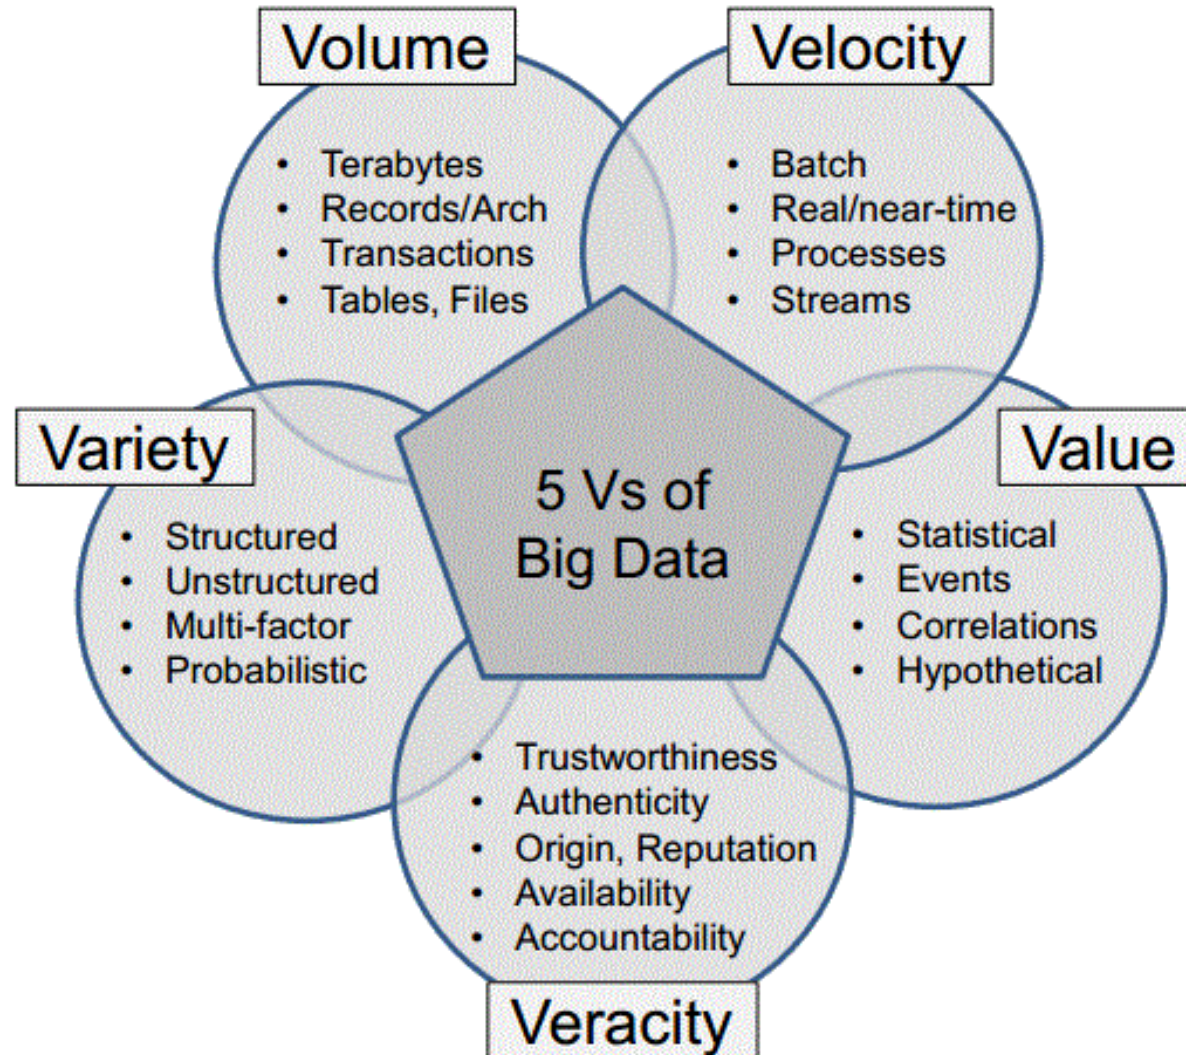 Volume
• Terabytes
• Records/Arch
• Transactions
• Tables, Files
Velocity
• Batch
• Real/near-time
• Processes
• Streams
Variety
• Structured
• Unstructured
• Multi-factor
• Probabilistic
5 Vs of
Big Data
Value
• Statistical
• Events
• Correlations
• Hypothetical
• Trustworthiness
• Authenticity
• Origin, Reputation
• Availability
• Accountability
Veracity